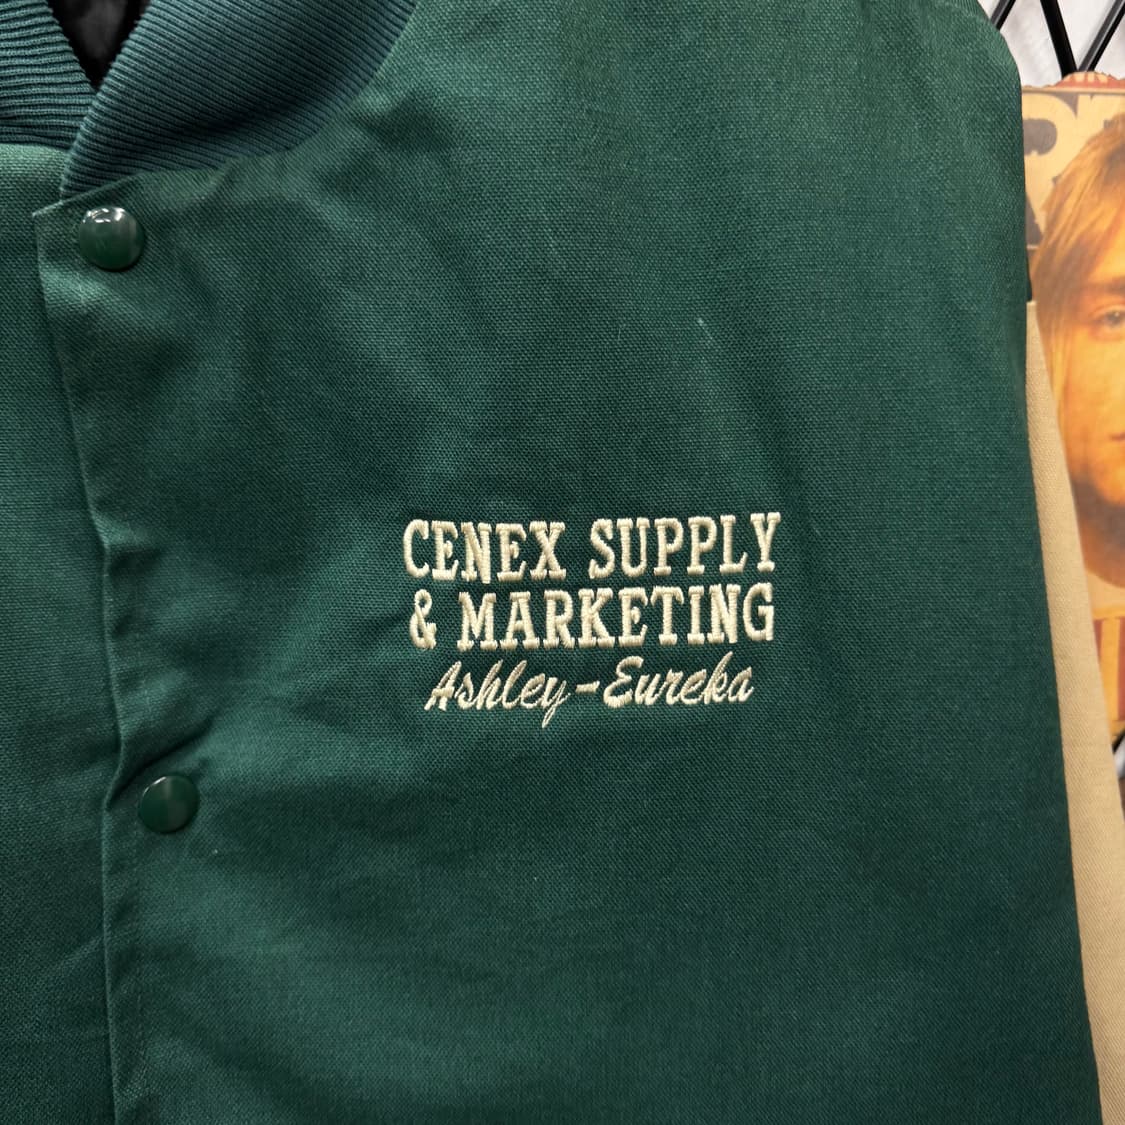 CENEX SUPPLY
& MARKETING
Ashley-Eureka